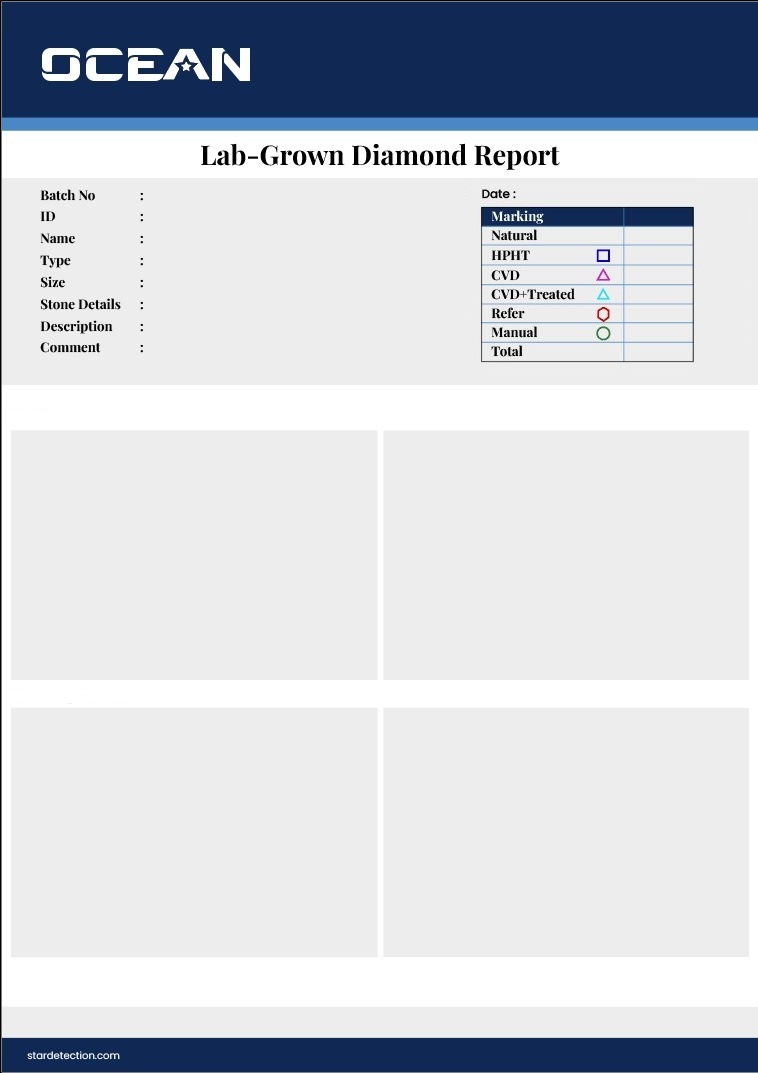 OCEAN
Lab-Grown Diamond Report
Batch No :
ID :
Name :
Type :
Size :
Stone Details :
Description :
Comment :
Date :
Marking
Natural
HPHT
CVD
CVD+Treated
Refer
Manual
Total
stardetection.com